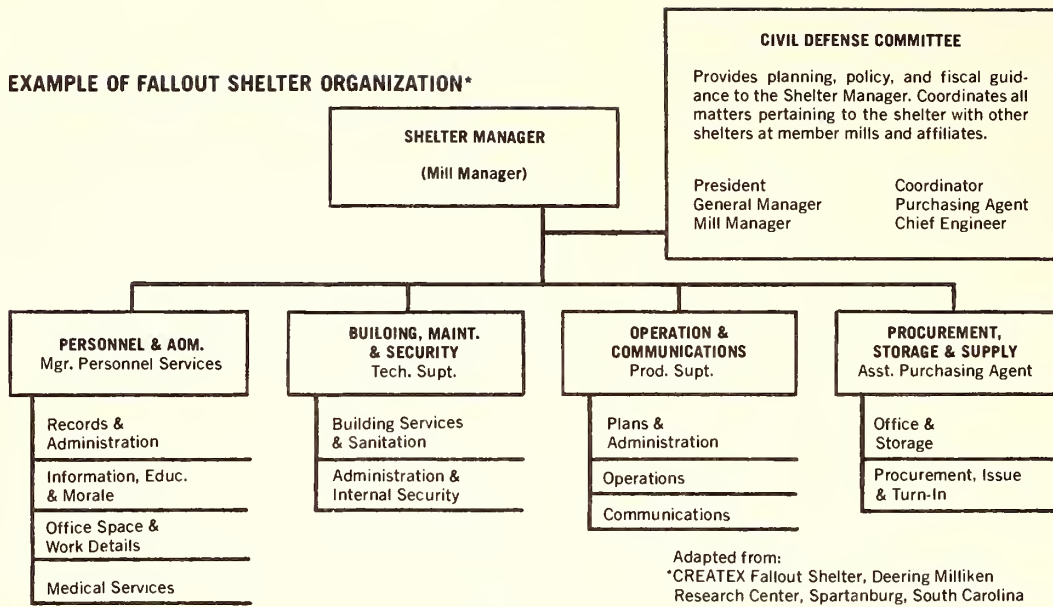 EXAMPLE OF FALLOUT SHELTER ORGANIZATION*
CIVIL DEFENSE COMMITTEE
Provides planning, policy, and fiscal guid-
ance to the Shelter Manager. Coordinates all
matters pertaining to the shelter with other
shelters at member mills and affiliates.
President
General Manager
Mill Manager
Coordinator
Purchasing Agent
Chief Engineer
SHELTER MANAGER
(Mill Manager)
PERSONNEL & AOM.
Mgr. Personnel Services
Records &
Administration
Information, Educ.
& Morale
Office Space &
Work Details
Medical Services
BUILOING, MAINT.
& SECURITY
Tech. Supt.
Building Services
& Sanitation
Administration &
Internal Security
OPERATION &
COMMUNICATIONS
Prod. Supt.
Plans &
Administration
Operations
Communications
PROCUREMENT,
STORAGE & SUPPLY
Asst. Purchasing Agent
Office &
Storage
Procurement, Issue
& Turn-In
Adapted from:
*CREATEX Fallout Shelter, Deering Milliken
Research Center, Spartanburg, South Carolina